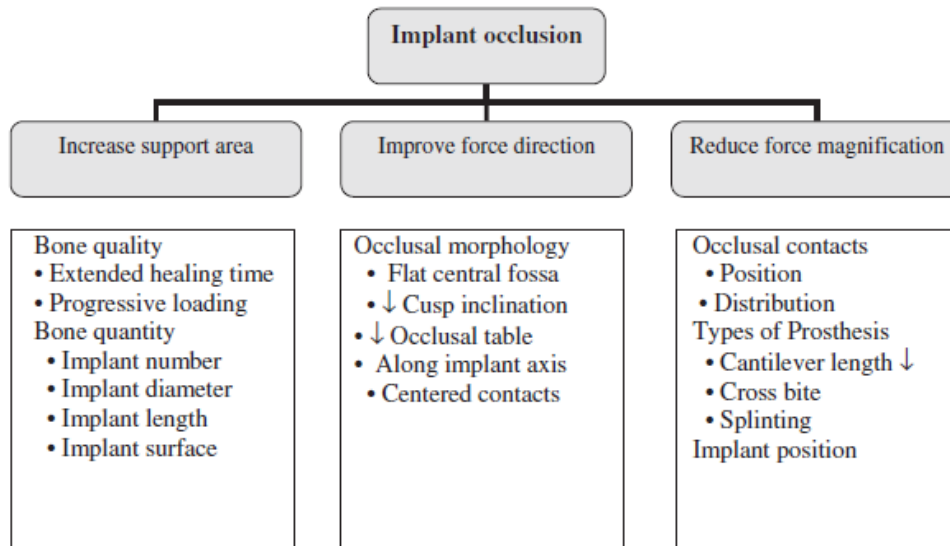 Implant occlusion
Increase support area
Improve force direction
Reduce force magnification
Bone quality
• Extended healing time
• Progressive loading
Bone quantity
• Implant number
• Implant diameter
• Implant length
• Implant surface
Occlusal morphology
• Flat central fossa
• ↓ Cusp inclination
• ↓ Occlusal table
• Along implant axis
• Centered contacts
Occlusal contacts
• Position
• Distribution
Types of Prosthesis
• Cantilever length ↓
• Cross bite
• Splinting
Implant position